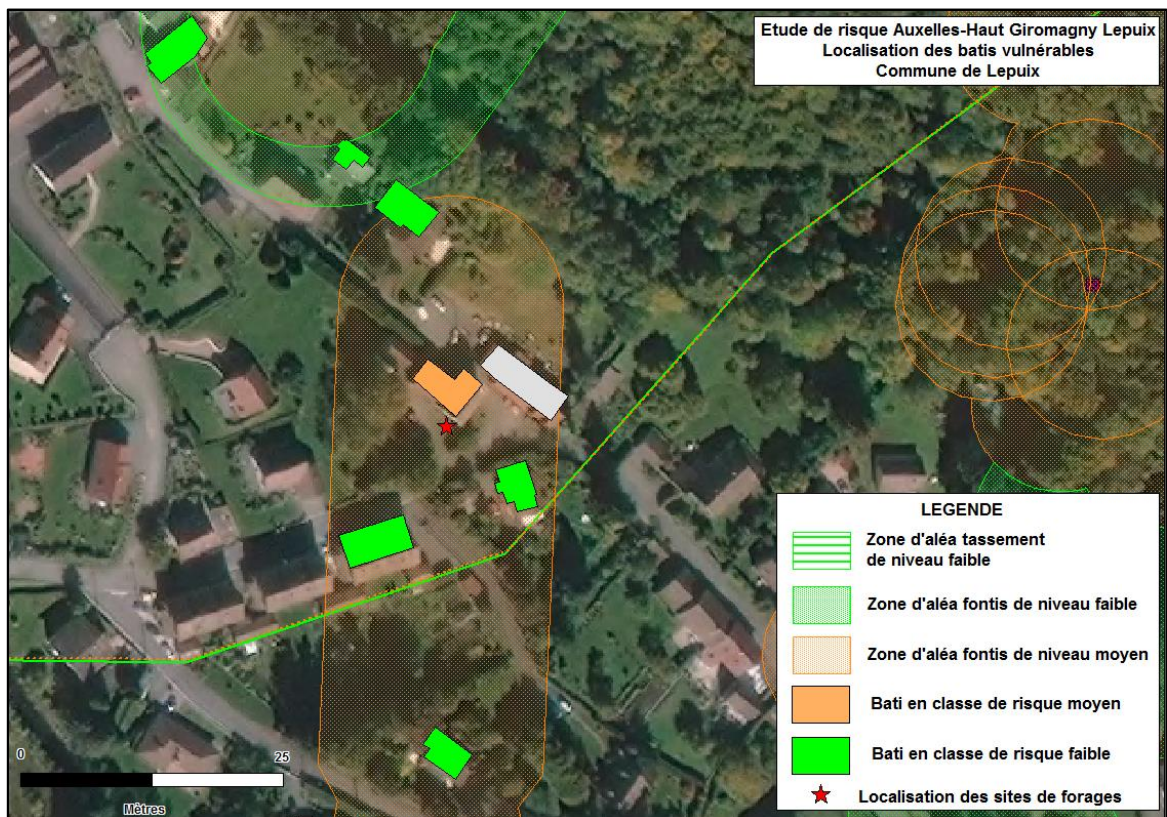 Etude de risque Auxelles-Haut Giromagny Lepuix
Localisation des batis vulnérables
Commune de Lepuix
LEGENDE
Zone d'aléa tassement
de niveau faible
Zone d'aléa fontis de niveau faible
Zone d'aléa fontis de niveau moyen
Bati en classe de risque moyen
Bati en classe de risque faible
Localisation des sites de forages
0
25
Mètres